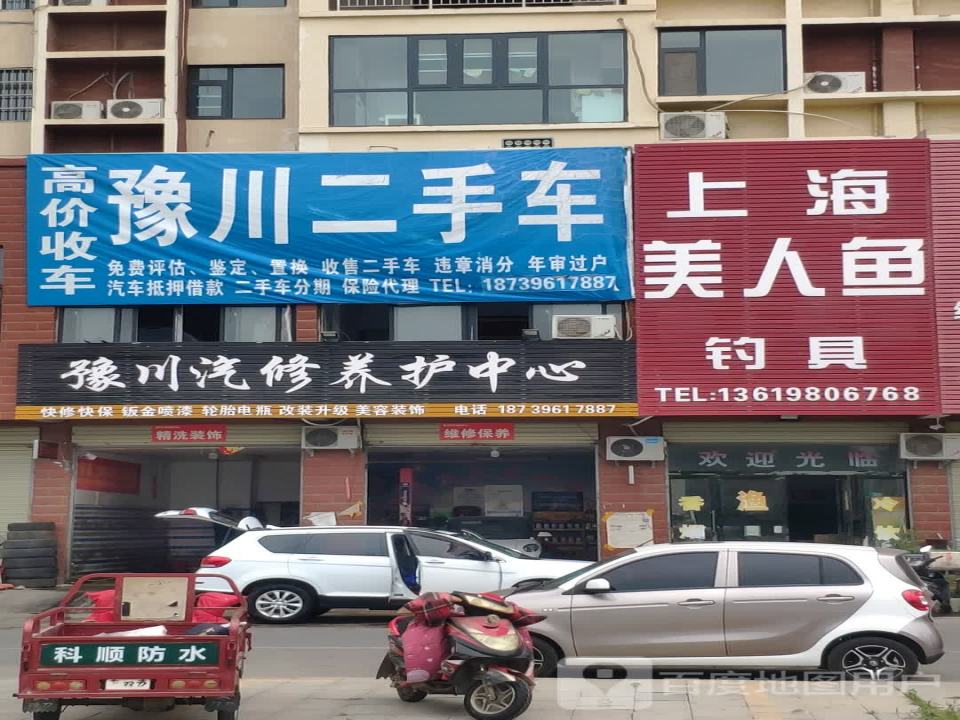 高价收车
豫川二手车
免费评估、鉴定、置换 收售二手车 违章消分 年审过户
汽车抵押借款 二手车分期 保险代理 TEL: 18739617887
上海
美人鱼
钓具
TEL:13619806768
豫川汽修养护中心
快修快保 钣金喷漆 轮胎电瓶 改装升级 美容装饰 电话 18739617887
精洗装饰
维修保养
欢迎光临
渔
科顺防水
百度地图用户